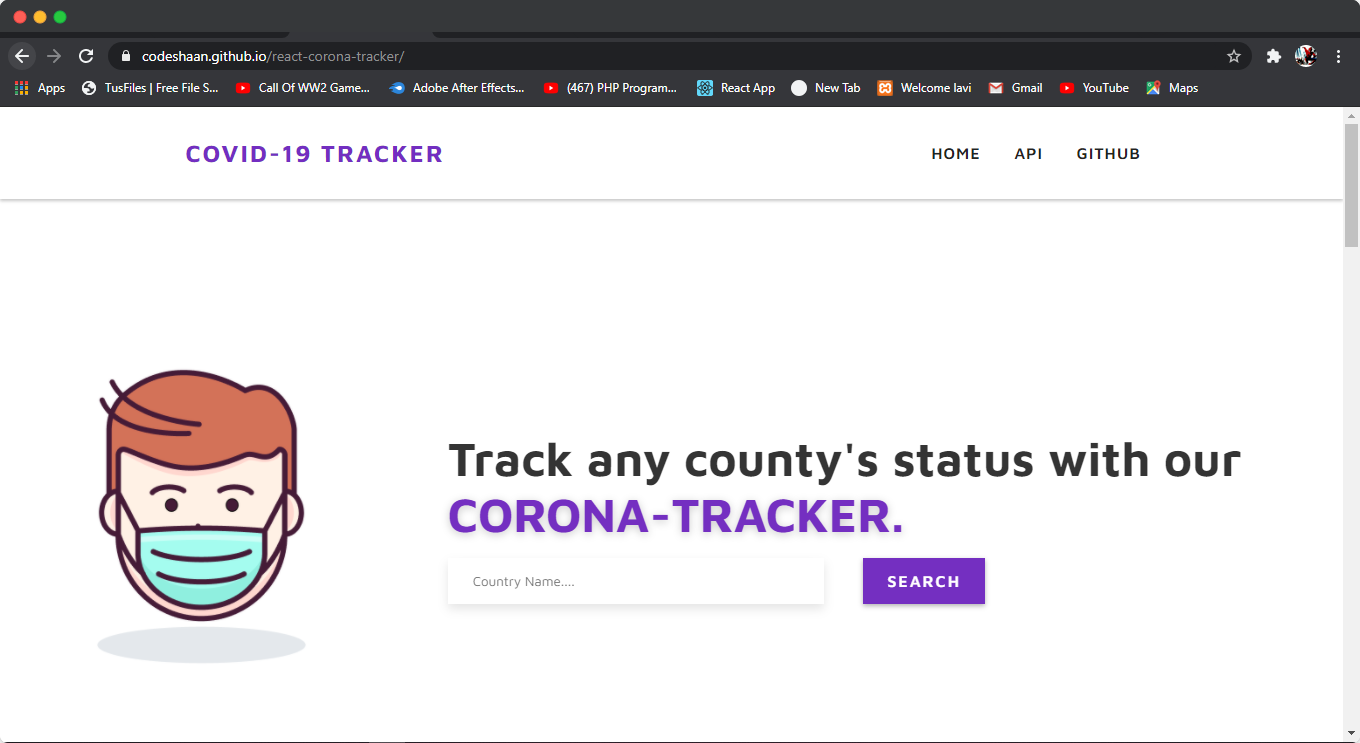 codeshaan.github.io/react-corona-tracker/
Apps TusFiles | Free File S... Call Of WW2 Game... Adobe After Effects... (467) PHP Program... React App New Tab Welcome lavi Gmail YouTube Maps
COVID-19 TRACKER HOME API GITHUB
Track any county's status with our
CORONA-TRACKER.
Country Name.... SEARCH